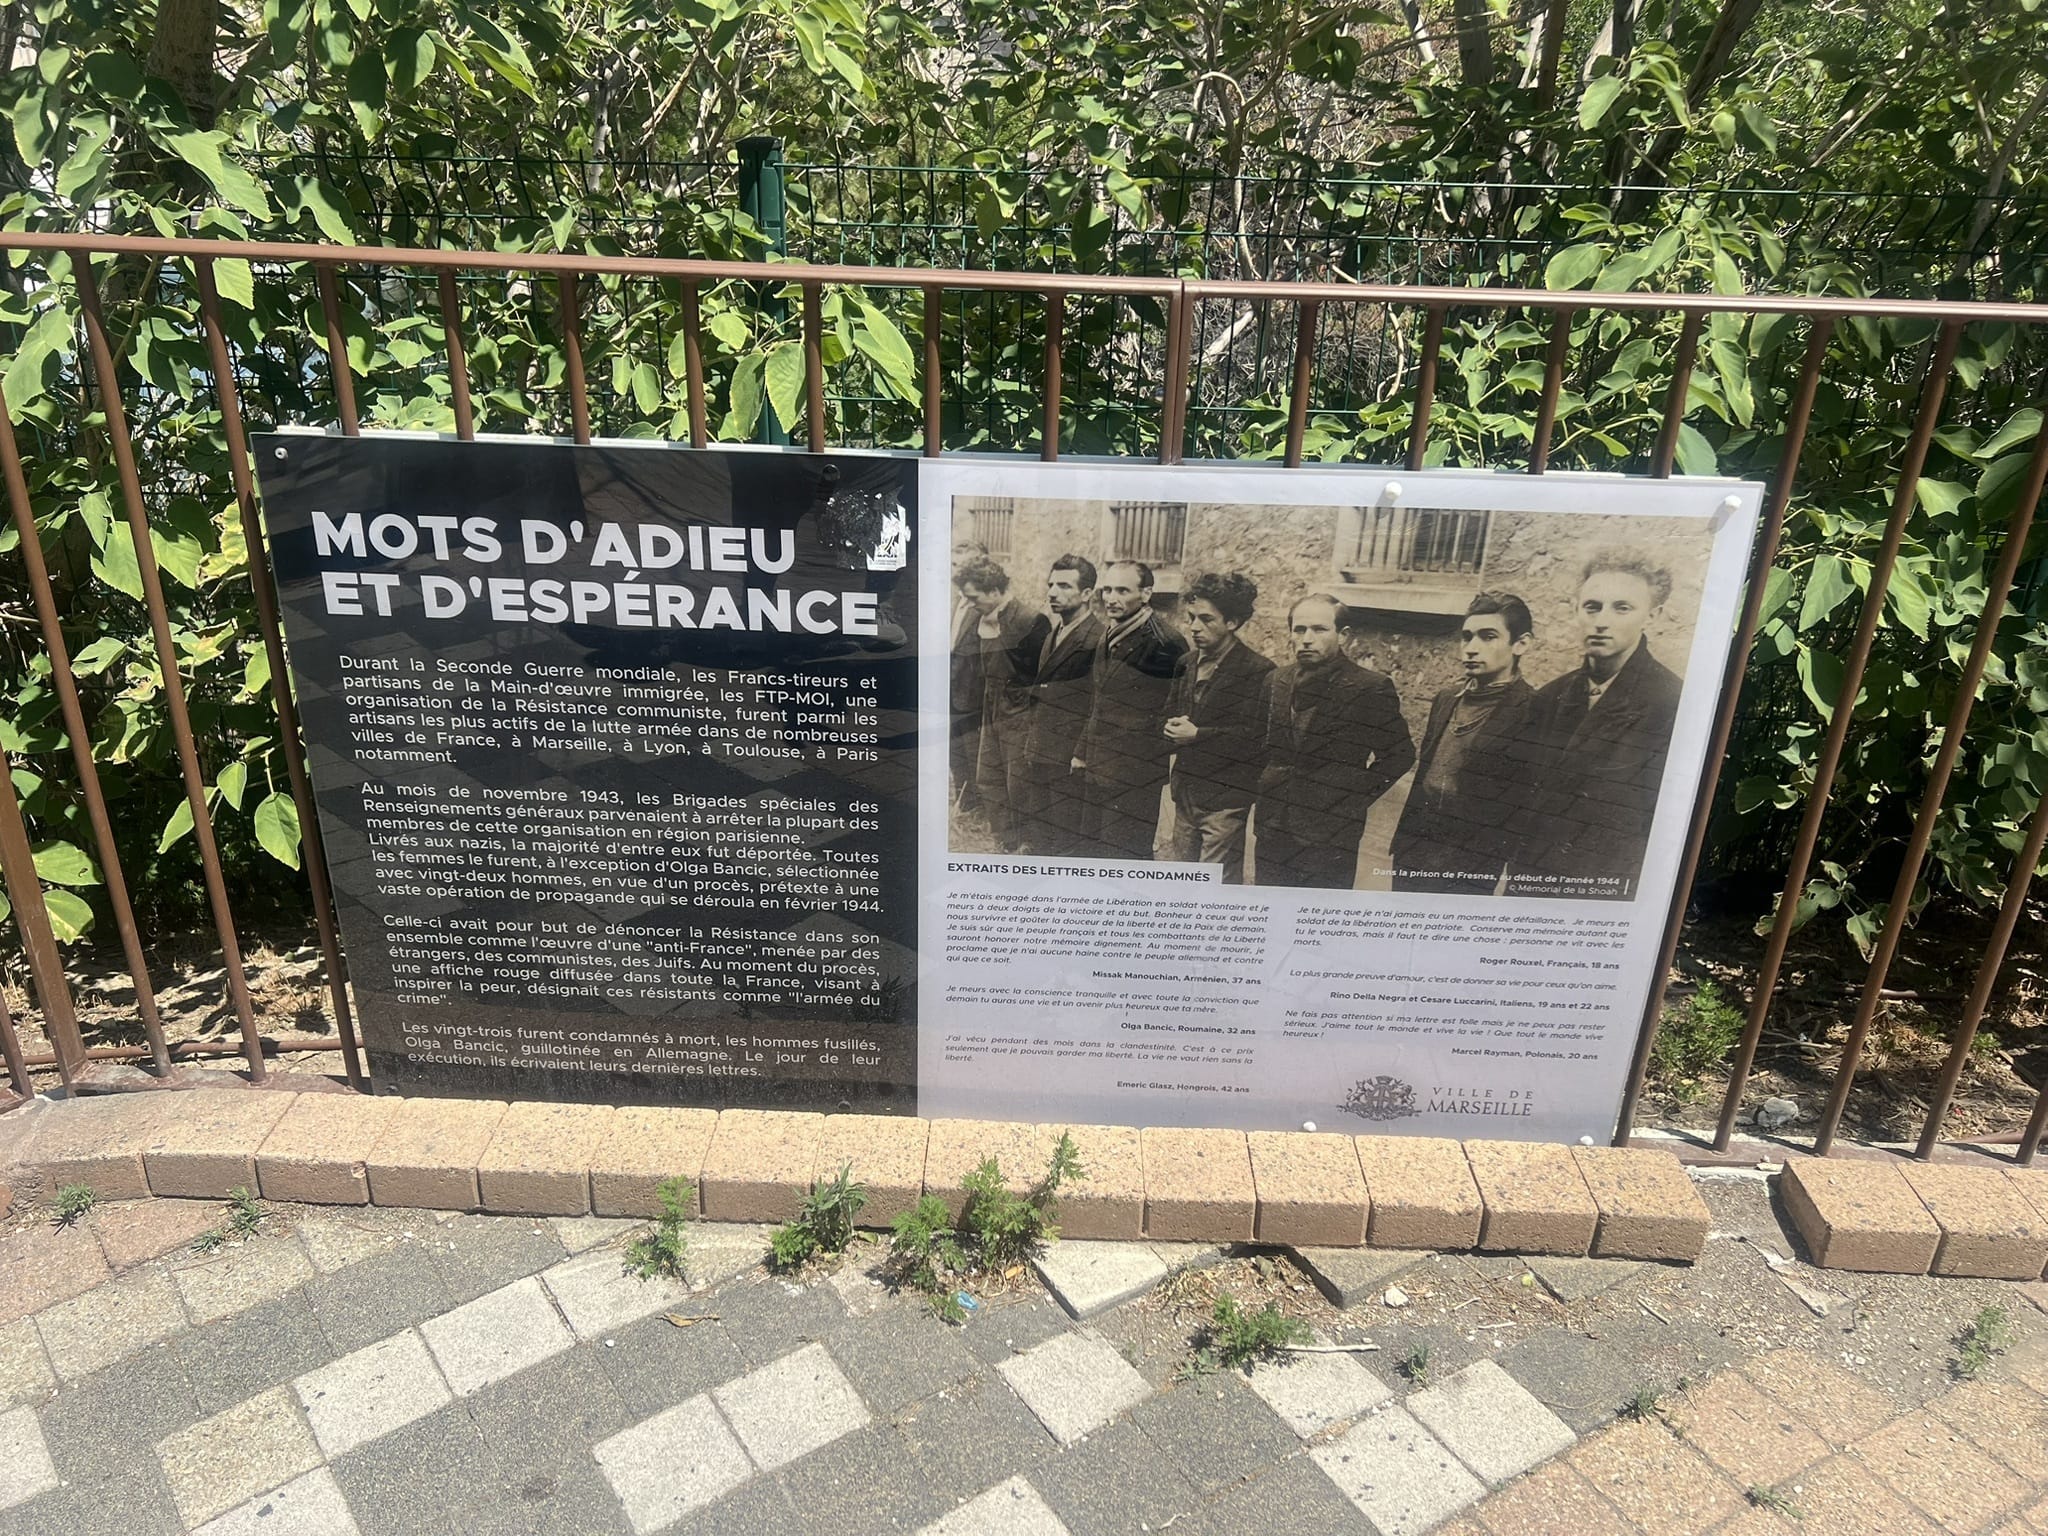 MOTS D'ADIEU
ET D'ESPÉRANCE
Durant la Seconde Guerre mondiale, les Francs-tireurs et
partisans de la Main-d'œuvre immigrée, les FTP-MOI, une
organisation de la Résistance communiste, furent parmi les
artisans les plus actifs de la lutte armée dans de nombreuses
villes de France, à Marseille, à Lyon, à Toulouse, à Paris
notamment.
Au mois de novembre 1943, les Brigades spéciales des
Renseignements généraux parvenaient à arrêter la plupart des
membres de cette organisation en région parisienne.
Livrés aux nazis, la majorité d'entre eux fut déportée. Toutes
les femmes le furent, à l'exception d'Olga Bancic, sélectionnée
avec vingt-deux hommes, en vue d'un procès, prétexte à une
vaste opération de propagande qui se déroula en février 1944.
Celle-ci avait pour but de dénoncer la Résistance dans son
ensemble comme l'œuvre d'une "anti-France", menée par des
étrangers, des communistes, des Juifs. Au moment du procès,
une affiche rouge diffusée dans toute la France, visant à
inspirer la peur, désignait ces résistants comme "l'armée du
crime".
Les vingt-trois furent condamnés à mort, les hommes fusillés,
Olga Bancic, guillotinée en Allemagne. Le jour de leur
exécution, ils écrivaient leurs dernières lettres.
Dans la prison de Fresnes, au début de l'année 1944
© Mémorial de la Shoah
EXTRAITS DES LETTRES DES CONDAMNÉS
Je m'étais engagé dans l'armée de Libération en soldat volontaire et je
meurs à deux doigts de la victoire et du but. Bonheur à ceux qui vont
nous survivre et goûter la douceur de la liberté et de la Paix de demain.
Je suis sûr que le peuple français et tous les combattants de la Liberté
sauront honorer notre mémoire dignement. Au moment de mourir, je
proclame que je n'ai aucune haine contre le peuple allemand et contre
qui que ce soit.
Missak Manouchian, Arménien, 37 ans
Je meurs avec la conscience tranquille et avec toute la conviction que
demain tu auras une vie et un avenir plus heureux que ta mère.
Olga Bancic, Roumaine, 32 ans
J'ai vécu pendant des mois dans la clandestinité. C'est à ce prix
seulement que je pouvais garder ma liberté. La vie ne vaut rien sans la
liberté.
Emeric Glasz, Hongrois, 42 ans
Je te jure que je n'ai jamais eu un moment de défaillance. Je meurs en
soldat de la libération et en patriote. Conserve ma mémoire autant que
tu le voudras, mais il faut te dire une chose : personne ne vit avec les
morts.
Roger Rouxel, Français, 18 ans
La plus grande preuve d'amour, c'est de donner sa vie pour ceux qu'on aime.
Rino Della Negra et Cesare Luccarini, Italiens, 19 ans et 22 ans
Ne fais pas attention si ma lettre est folle mais je ne peux pas rester
sérieux. J'aime tout le monde et vive la vie ! Que tout le monde vive
heureux !
Marcel Rayman, Polonais, 20 ans
VILLE DE
MARSEILLE